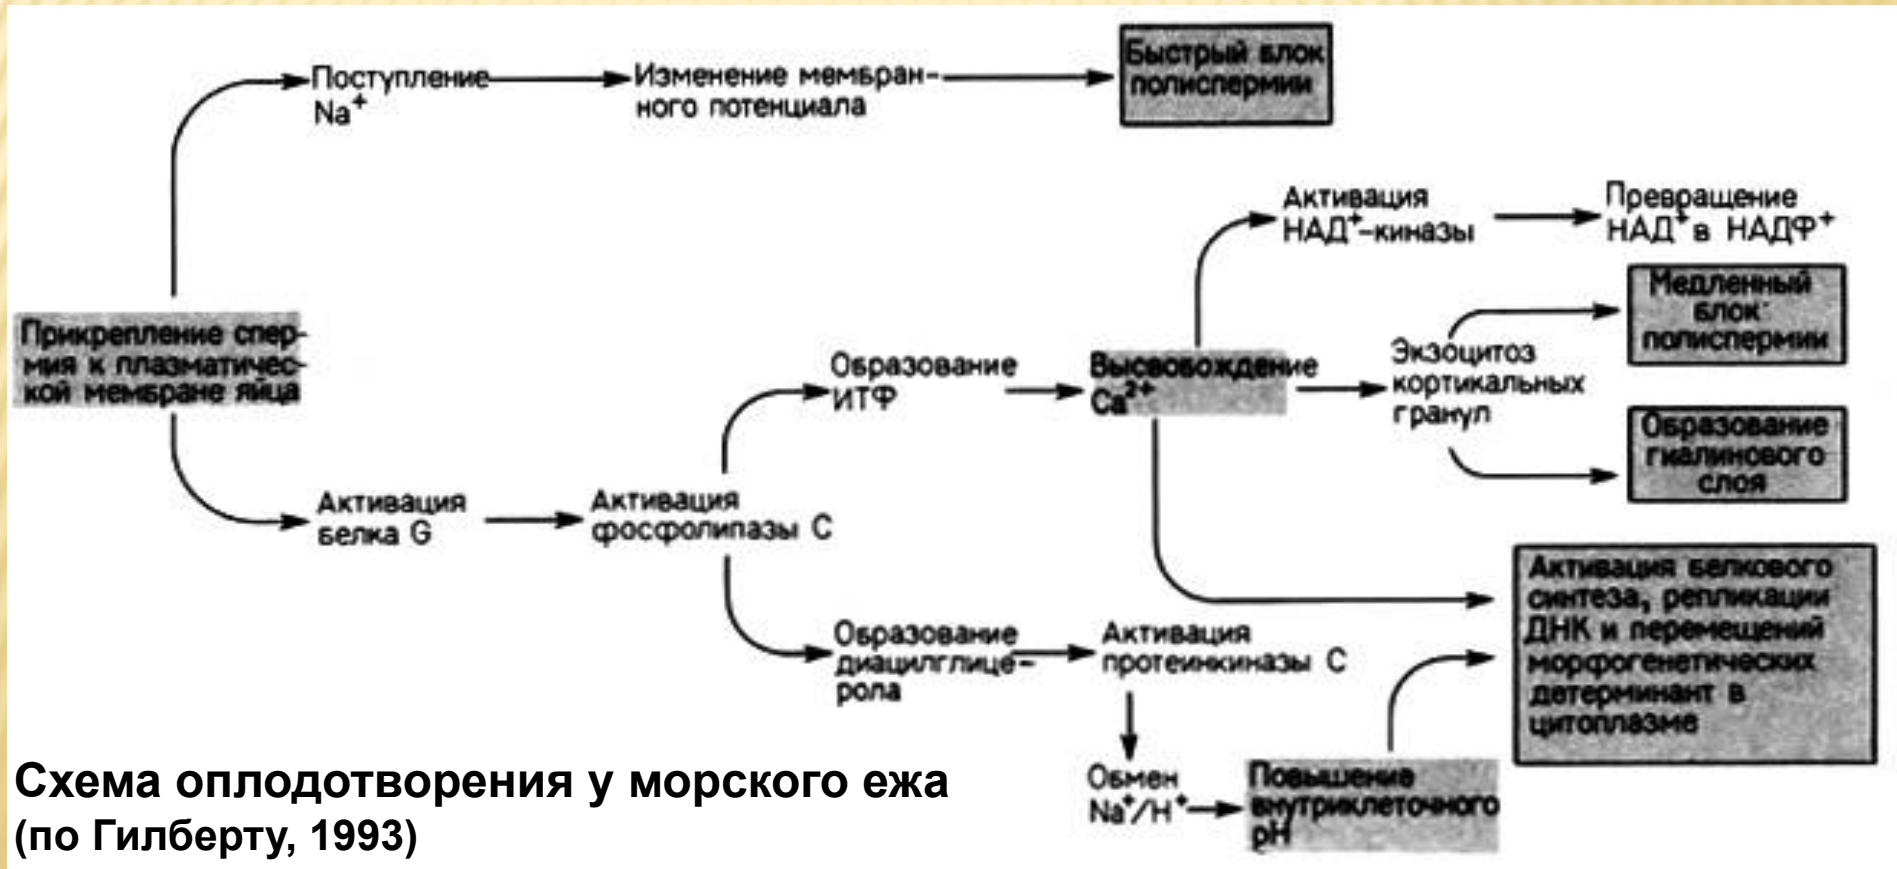 Поступление
Na⁺
Изменение мембран-
ного потенциала
Быстрый блок
полиспермии
Активация
НАД⁺-киназы
Превращение
НАД⁺ в НАДФ⁺
Медленный
блок
полиспермии
Прикрепление спер-
мия к плазматичес-
кой мембране яйца
Образование
ИТФ
Высвобождение
Ca²⁺
Экзоцитоз
кортикальных
гранул
Образование
гиалинового
слоя
Активация
белка G
Активация
фосфолипазы С
Активация белкового
синтеза, репликации
ДНК и перемещений
морфогенетических
детерминант в
цитоплазме
Образование
диацилглице-
рола
Активация
протеинкиназы С
Обмен
Na⁺/H⁺
Повышение
внутриклеточного
pH
Схема оплодотворения у морского ежа
(по Гилберту, 1993)